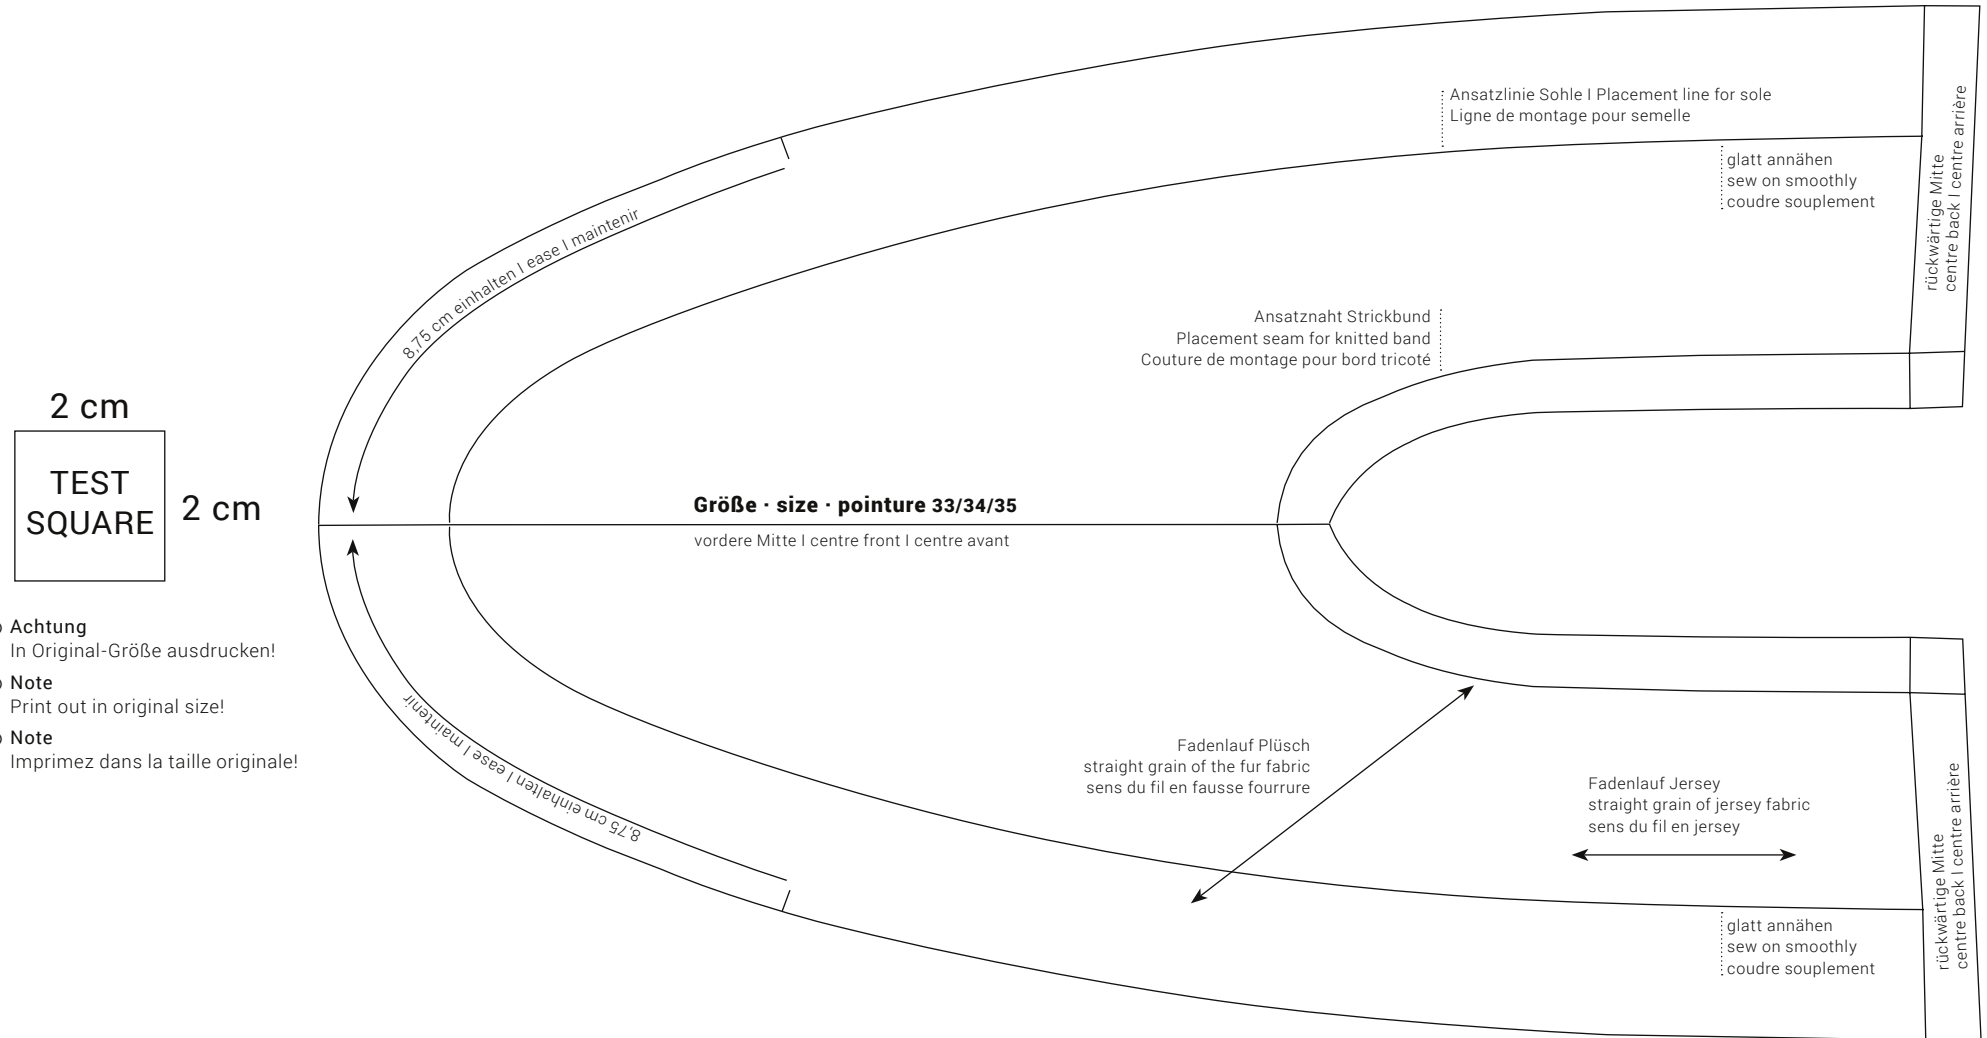 Ansatzlinie Sohle I Placement line for sole
Ligne de montage pour semelle
glatt annähen
sew on smoothly
coudre souplement
rückwärtige Mitte
centre back I centre arrière
8,75 cm einhalten I ease I maintenir
Ansatznaht Strickbund
Placement seam for knitted band
Couture de montage pour bord tricoté
2 cm
TEST
SQUARE
2 cm
Größe · size · pointure 33/34/35
vordere Mitte I centre front I centre avant
Achtung
In Original-Größe ausdrucken!
Note
Print out in original size!
Note
Imprimez dans la taille originale!
8,75 cm einhalten I ease I maintenir
Fadenlauf Plüsch
straight grain of the fur fabric
sens du fil en fausse fourrure
Fadenlauf Jersey
straight grain of jersey fabric
sens du fil en jersey
rückwärtige Mitte
centre back I centre arrière
glatt annähen
sew on smoothly
coudre souplement